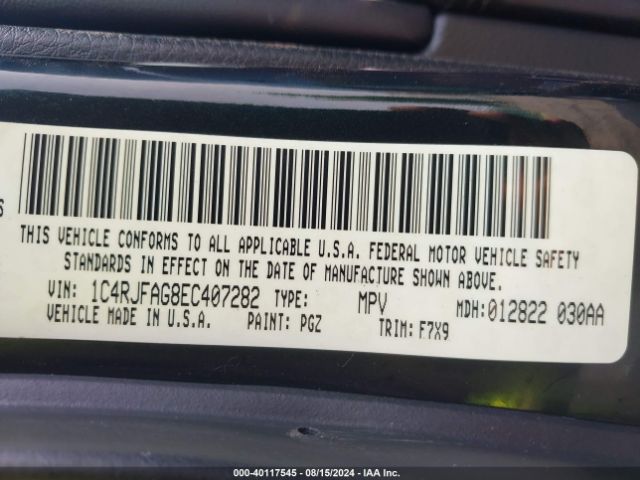 S
THIS VEHICLE CONFORMS TO ALL APPLICABLE U.S.A. FEDERAL MOTOR VEHICLE SAFETY
STANDARDS IN EFFECT ON THE DATE OF MANUFACTURE SHOWN ABOVE.
VIN: 1C4RJFAG8EC407282 TYPE: MPV MDH:012822 030AA
VEHICLE MADE IN U.S.A. PAINT: PGZ TRIM: F7X9
000-40117545 - 08/15/2024 - IAA Inc.